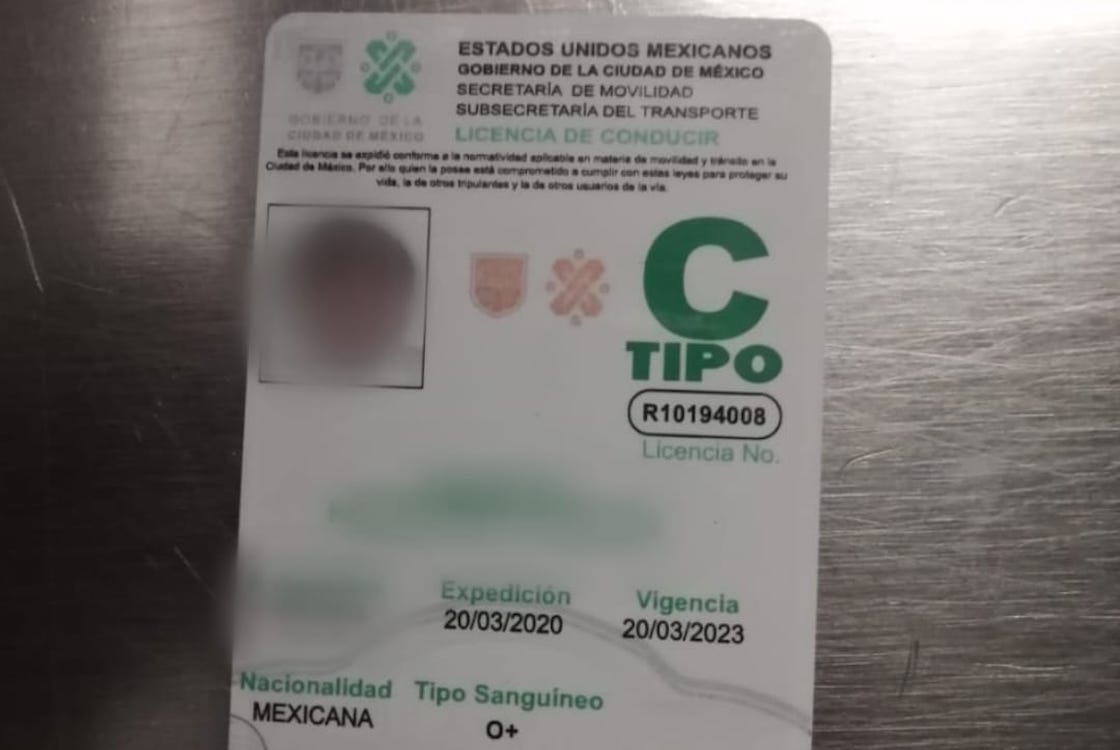 ESTADOS UNIDOS MEXICANOS
GOBIERNO DE LA CIUDAD DE MÉXICO
SECRETARÍA DE MOVILIDAD
SUBSECRETARÍA DEL TRANSPORTE
LICENCIA DE CONDUCIR
GOBIERNO DE LA
CIUDAD DE MÉXICO
Esta licencia se expidió conforme a la normatividad aplicable en materia de movilidad y tránsito en la
Ciudad de México. Por ello quien la posee está comprometido a cumplir con estas leyes para proteger su
vida, la de otros tripulantes y la de otros usuarios de la vía.
C
TIPO
R10194008
Licencia No.
Expedición
20/03/2020
Vigencia
20/03/2023
Nacionalidad
MEXICANA
Tipo Sanguíneo
O+